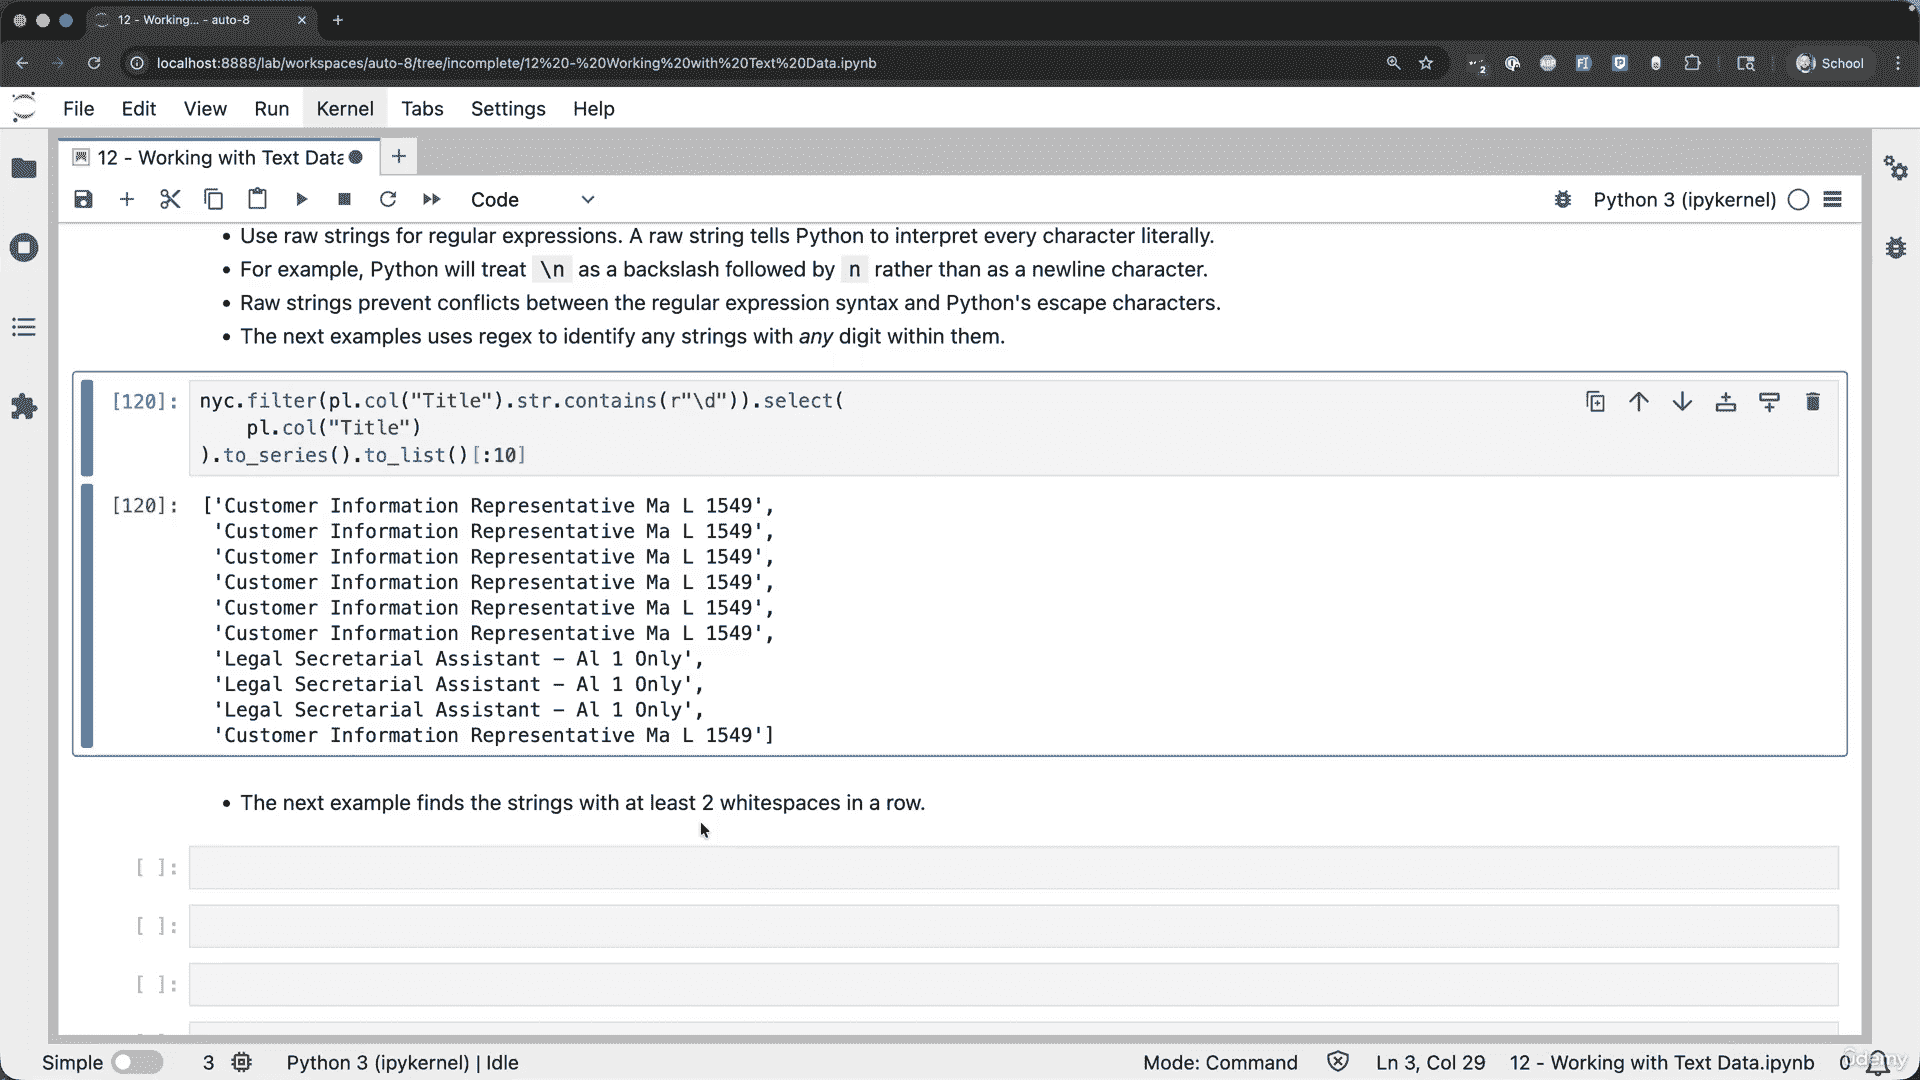 12 - Working... - auto-8
localhost:8888/lab/workspaces/auto-8/tree/incomplete/12%20-%20Working%20with%20Text%20Data.ipynb
2
ABP
School
File Edit View Run Kernel Tabs Settings Help
12 - Working with Text Data
Code
Python 3 (ipykernel)
• Use raw strings for regular expressions. A raw string tells Python to interpret every character literally.
• For example, Python will treat \n as a backslash followed by n rather than as a newline character.
• Raw strings prevent conflicts between the regular expression syntax and Python's escape characters.
• The next examples uses regex to identify any strings with any digit within them.
[120]: nyc.filter(pl.col("Title").str.contains(r"\d")).select(
pl.col("Title")
).to_series().to_list()[:10]
[120]: ['Customer Information Representative Ma L 1549',
'Customer Information Representative Ma L 1549',
'Customer Information Representative Ma L 1549',
'Customer Information Representative Ma L 1549',
'Customer Information Representative Ma L 1549',
'Customer Information Representative Ma L 1549',
'Legal Secretarial Assistant - Al 1 Only',
'Legal Secretarial Assistant - Al 1 Only',
'Legal Secretarial Assistant - Al 1 Only',
'Customer Information Representative Ma L 1549']
• The next example finds the strings with at least 2 whitespaces in a row.
[ ]:
[ ]:
[ ]:
Simple 3 Python 3 (ipykernel) | Idle Mode: Command Ln 3, Col 29 12 - Working with Text Data.ipynb 0
Udemy